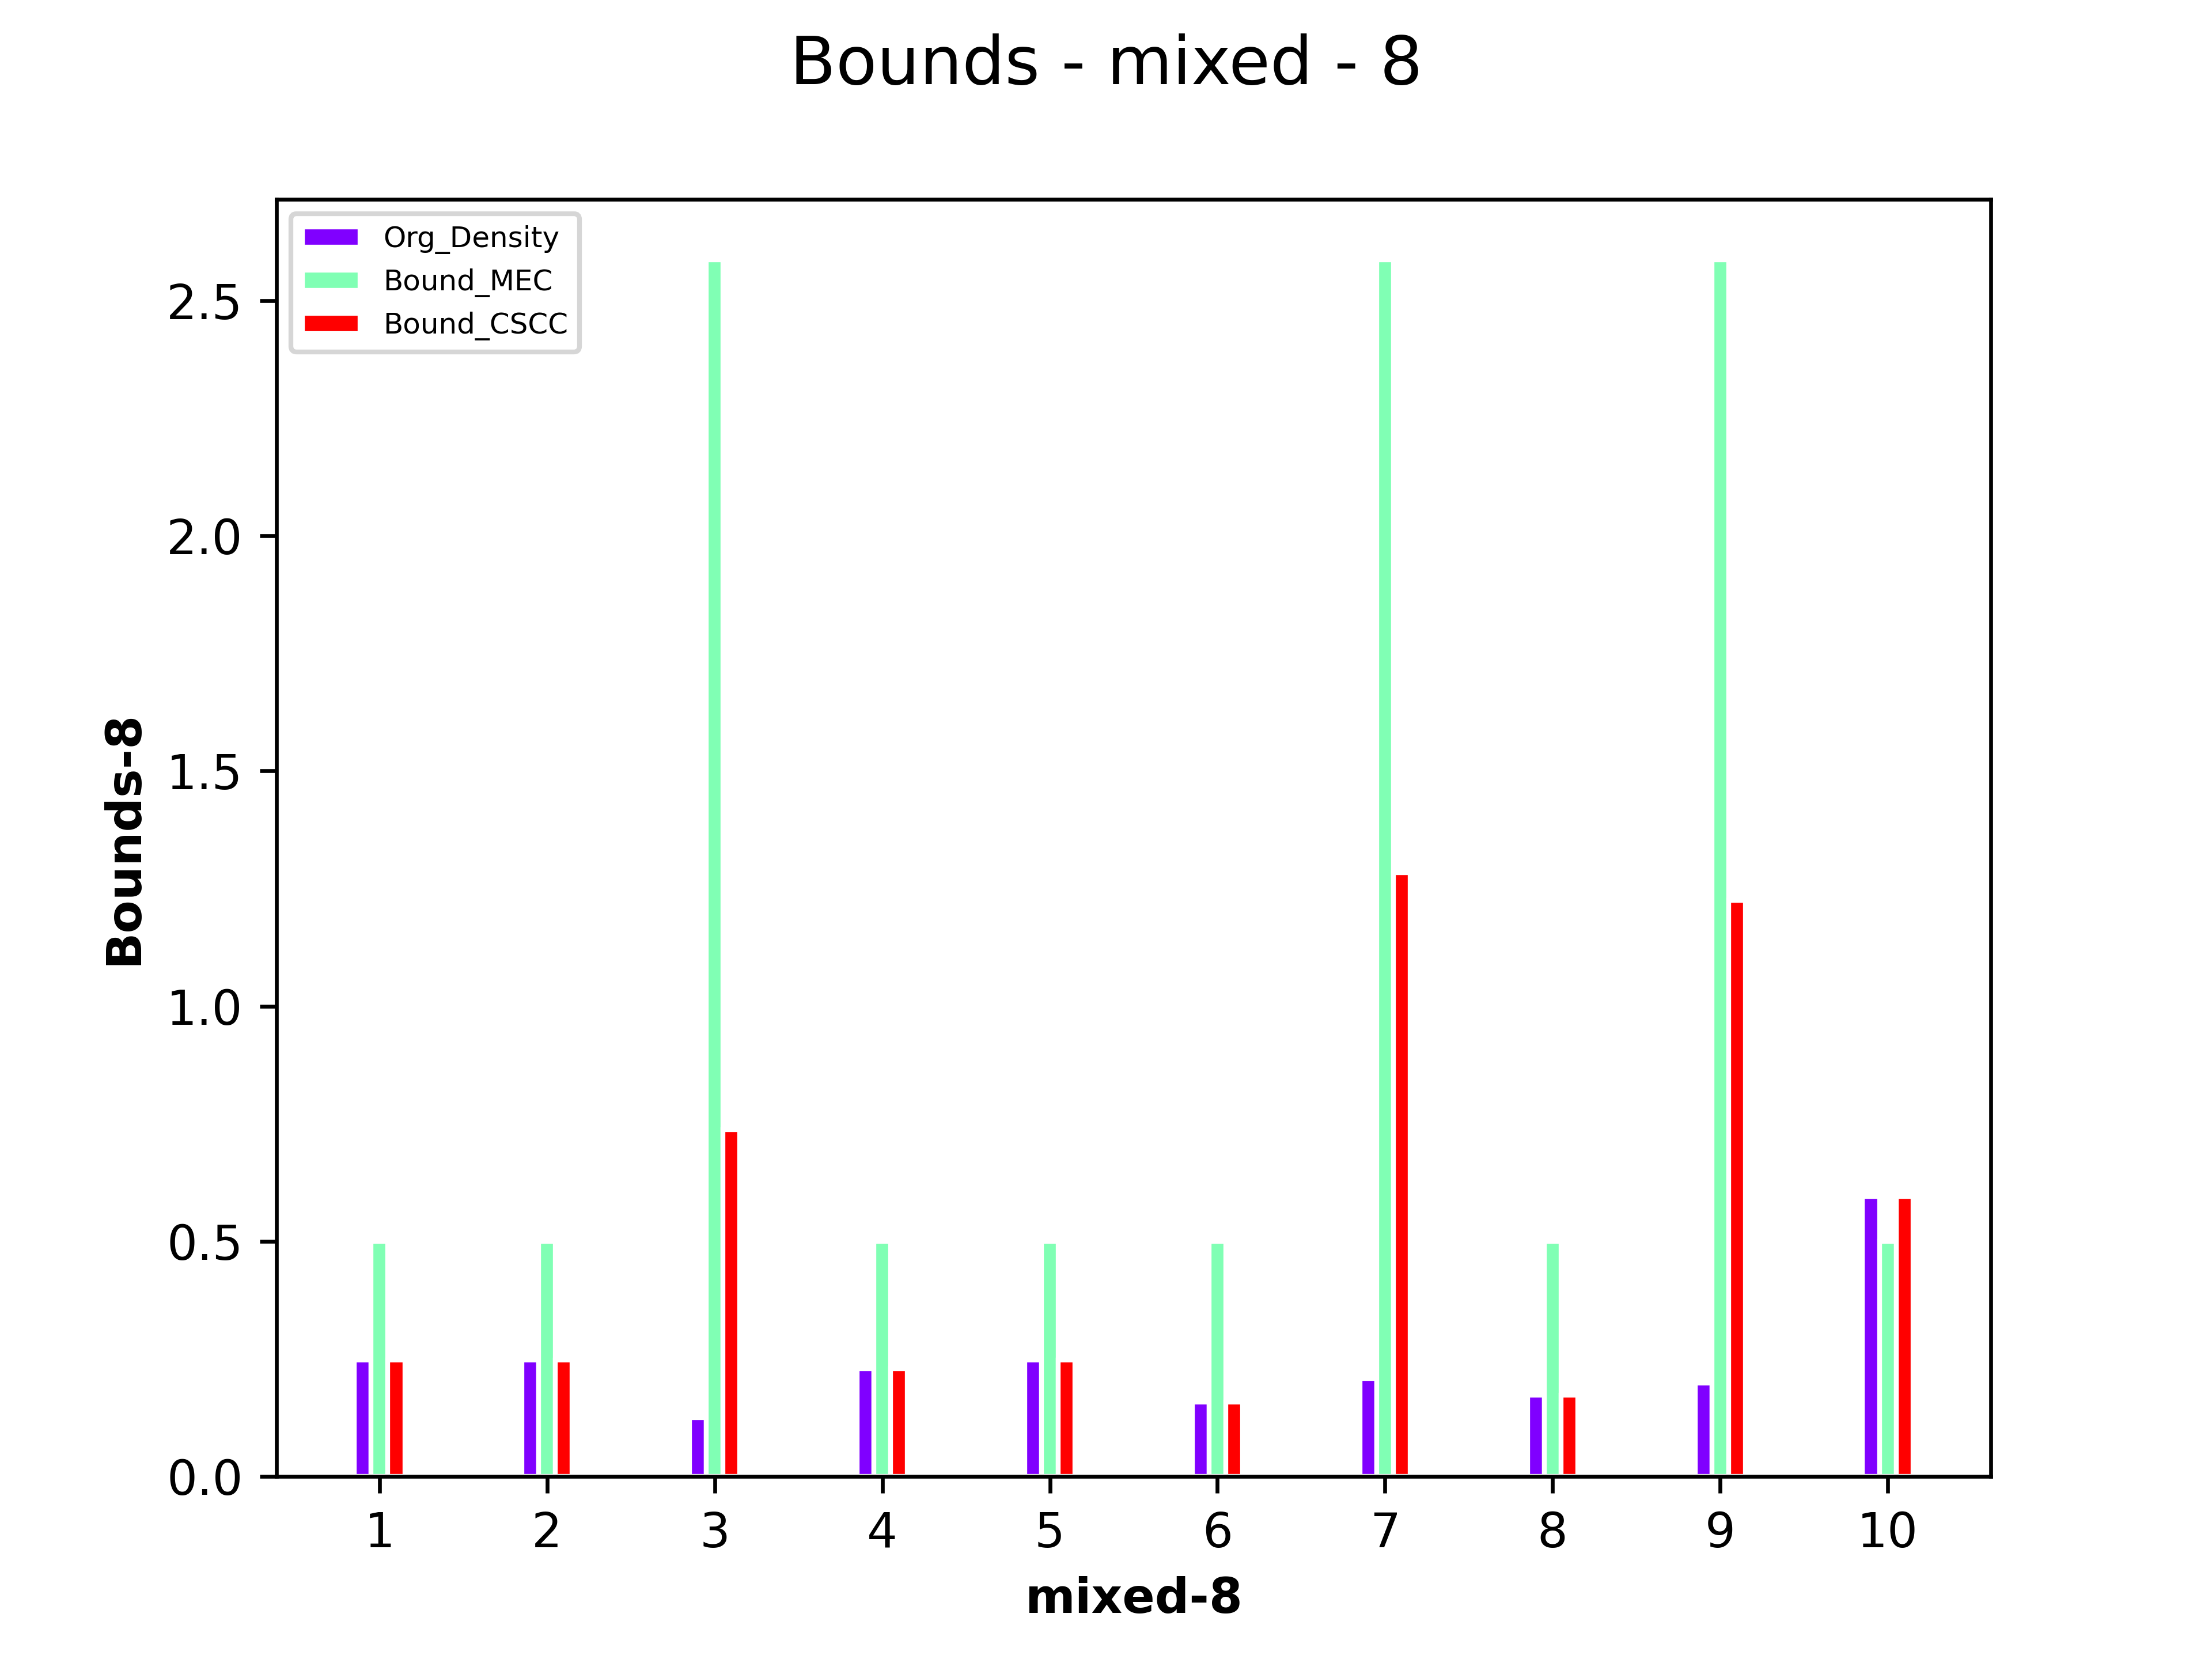 Bounds - mixed - 8
Org_Density
Bound_MEC
Bound_CSCC
Bounds-8
2.5
2.0
1.5
1.0
0.5
0.0
1 2 3 4 5 6 7 8 9 10
mixed-8